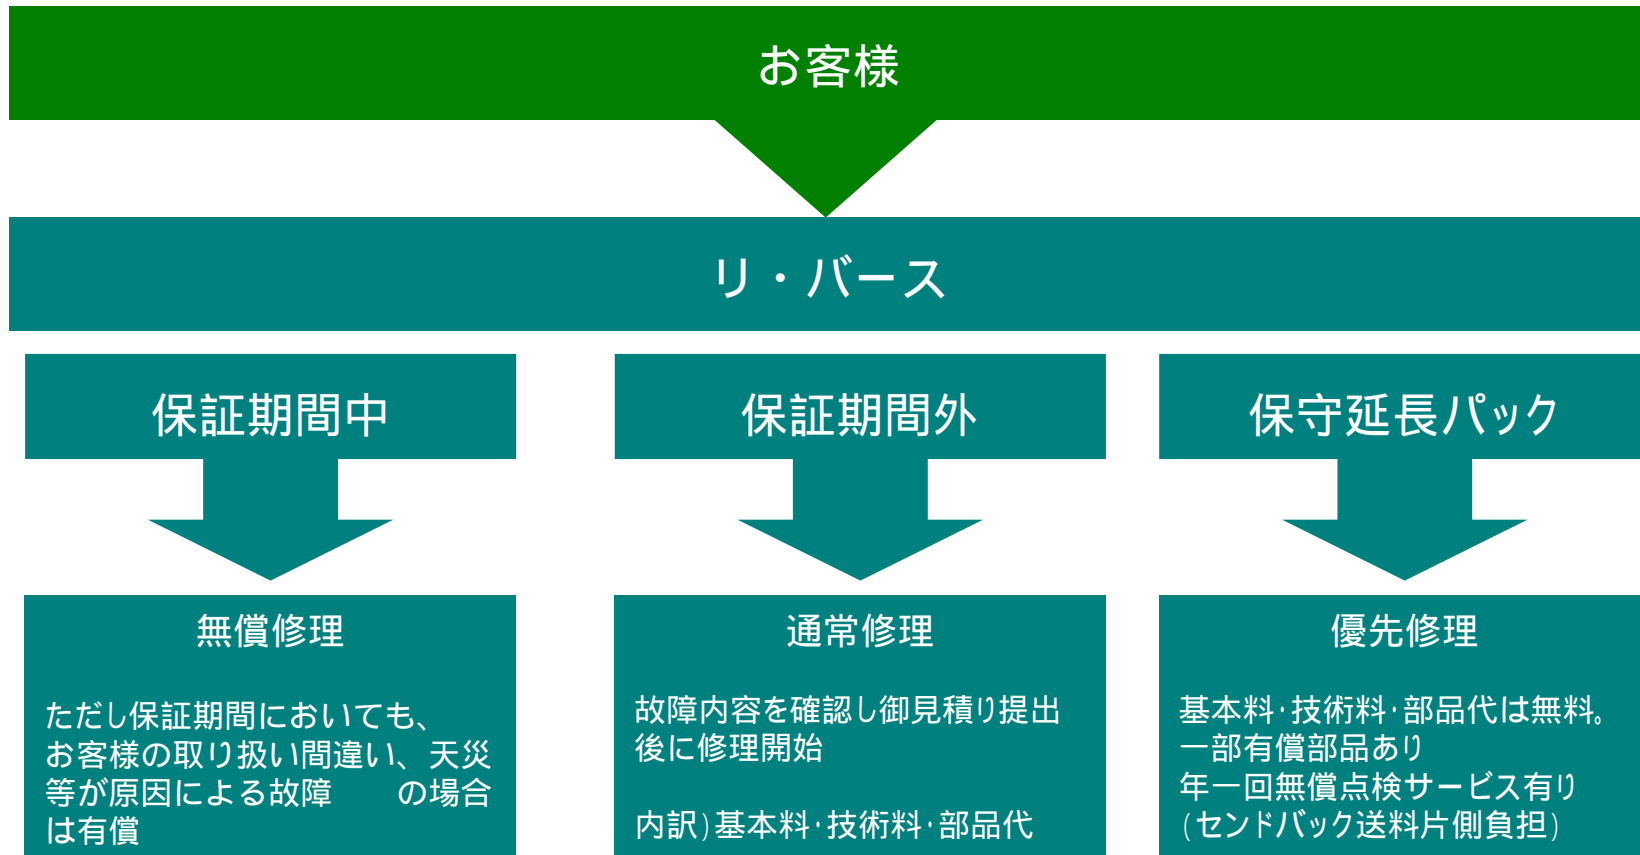 お客様
リ・バース
保証期間中
保証期間外
保守延長パック
無償修理
ただし保証期間においても、
お客様の取り扱い間違い、天災
等が原因による故障　　の場合
は有償
通常修理
故障内容を確認し御見積り提出
後に修理開始
内訳)基本料・技術料・部品代
優先修理
基本料・技術料・部品代は無料。
一部有償部品あり
年一回無償点検サービス有り
(センドバック送料片側負担)